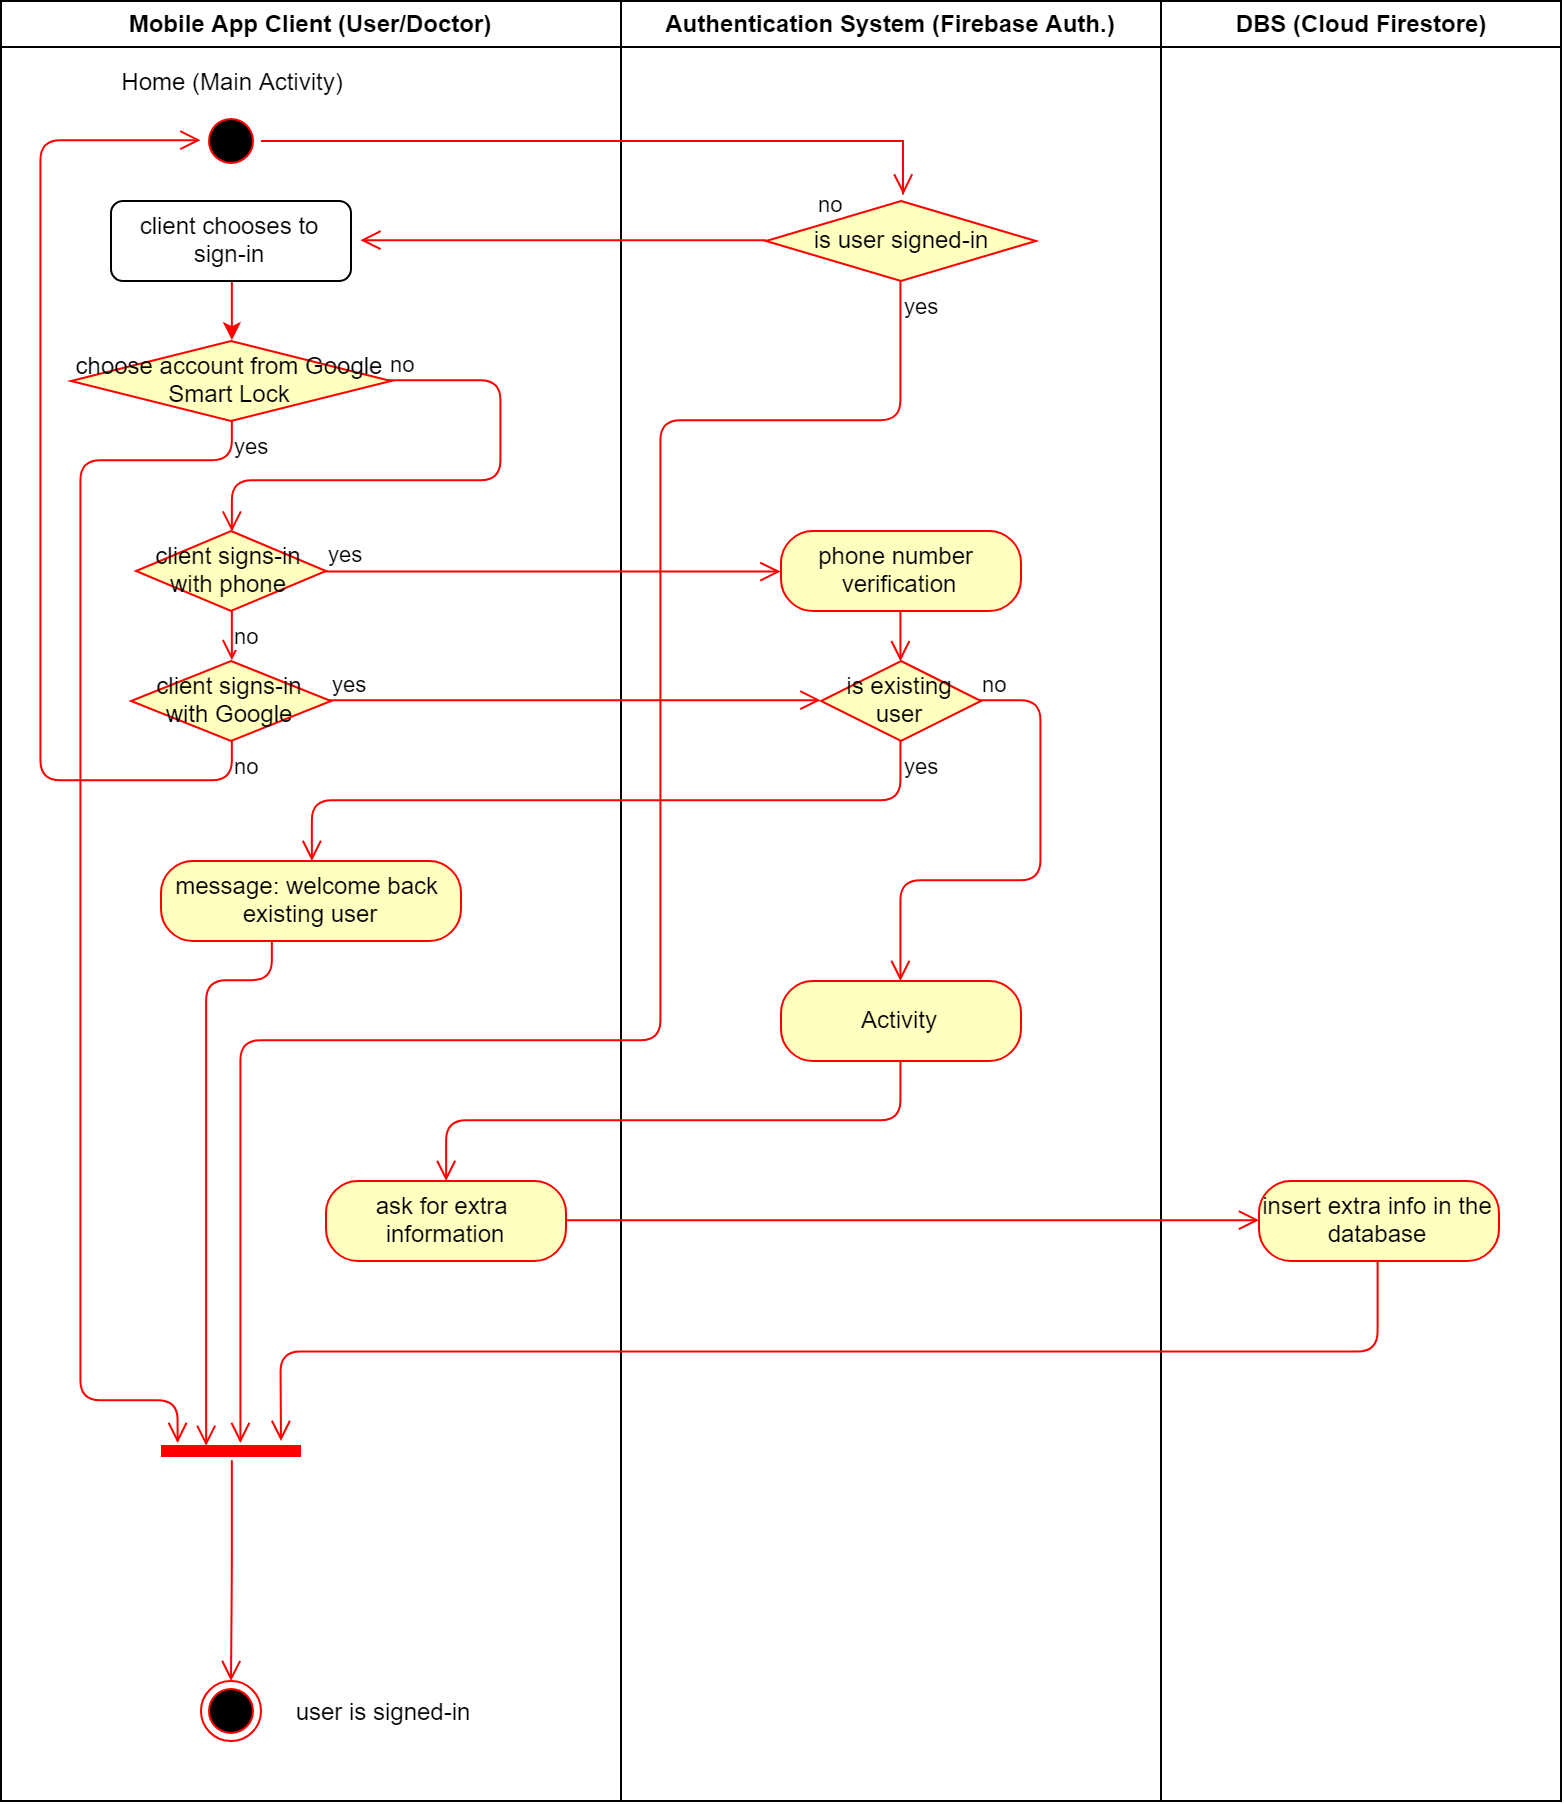 Mobile App Client (User/Doctor)
Authentication System (Firebase Auth.)
DBS (Cloud Firestore)
Home (Main Activity)
no
client chooses to
sign-in
is user signed-in
yes
choose account from Google
Smart Lock
no
yes
client signs-in
with phone
yes
phone number
verification
no
client signs-in
with Google
yes
is existing
user
no
no
yes
message: welcome back
existing user
Activity
ask for extra
information
insert extra info in the
database
user is signed-in